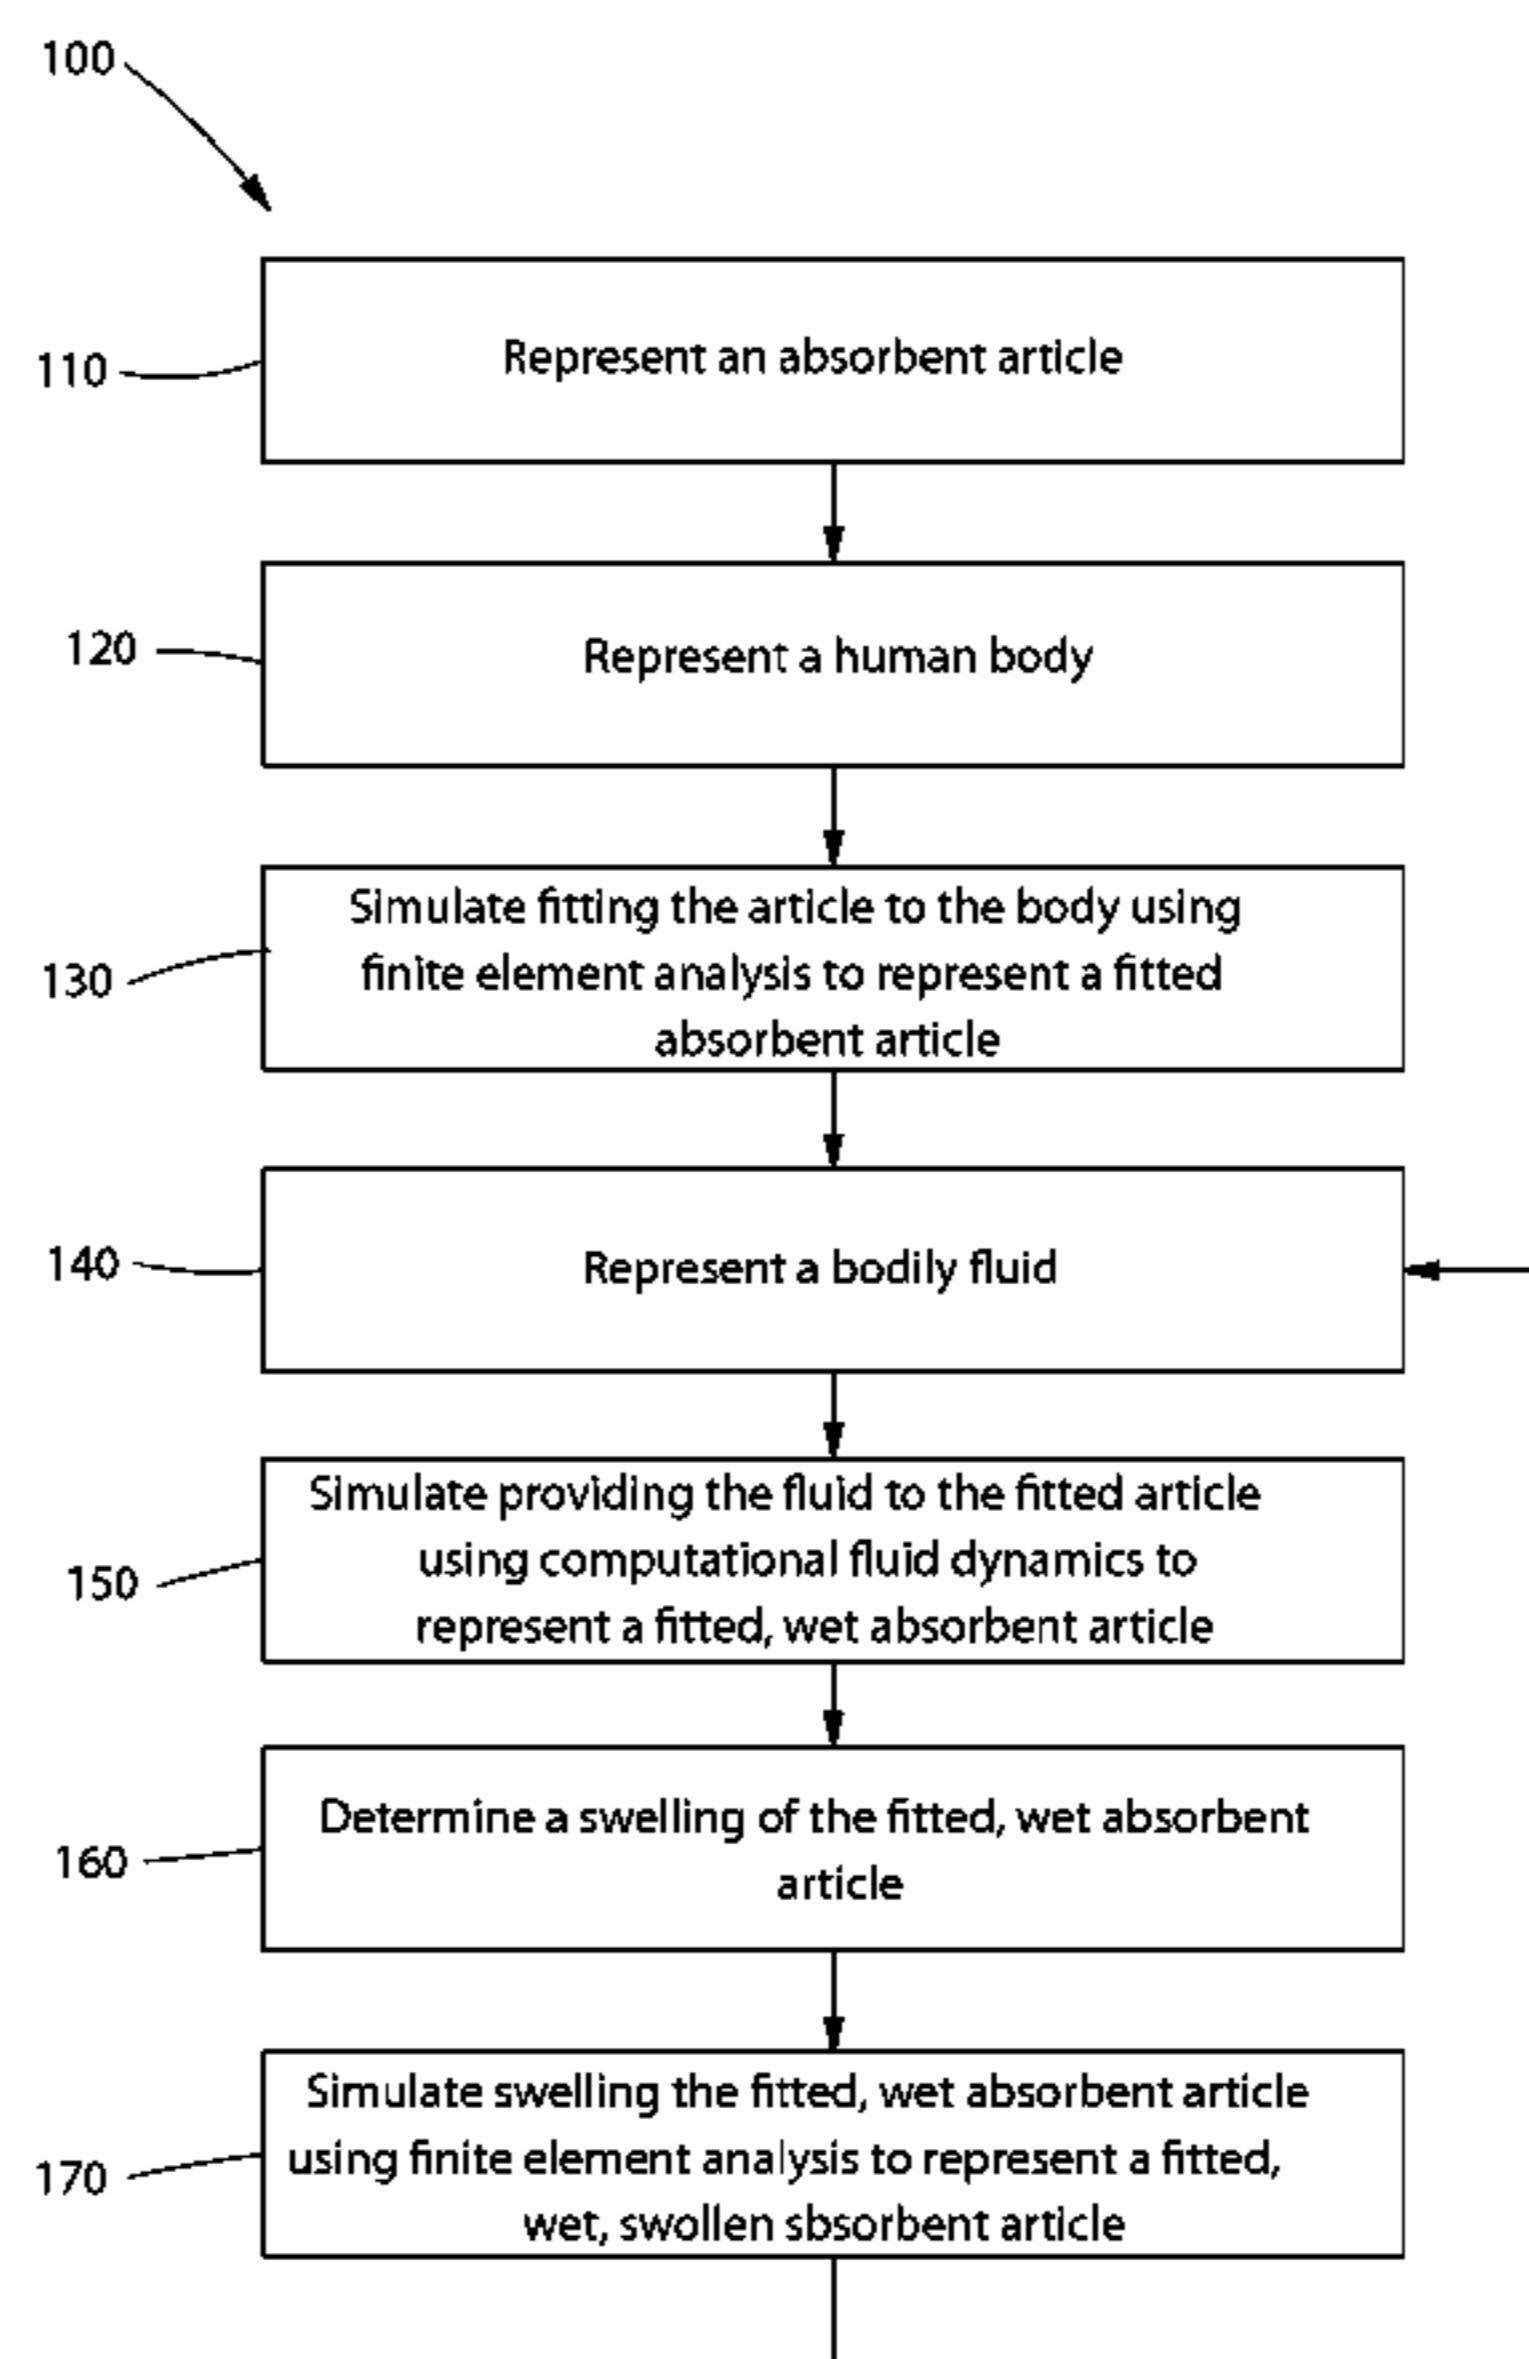 100
110
Represent an absorbent article
120
Represent a human body
130
Simulate fitting the article to the body using
finite element analysis to represent a fitted
absorbent article
140
Represent a bodily fluid
150
Simulate providing the fluid to the fitted article
using computational fluid dynamics to
represent a fitted, wet absorbent article
160
Determine a swelling of the fitted, wet absorbent
article
170
Simulate swelling the fitted, wet absorbent article
using finite element analysis to represent a fitted,
wet, swollen sbsorbent article